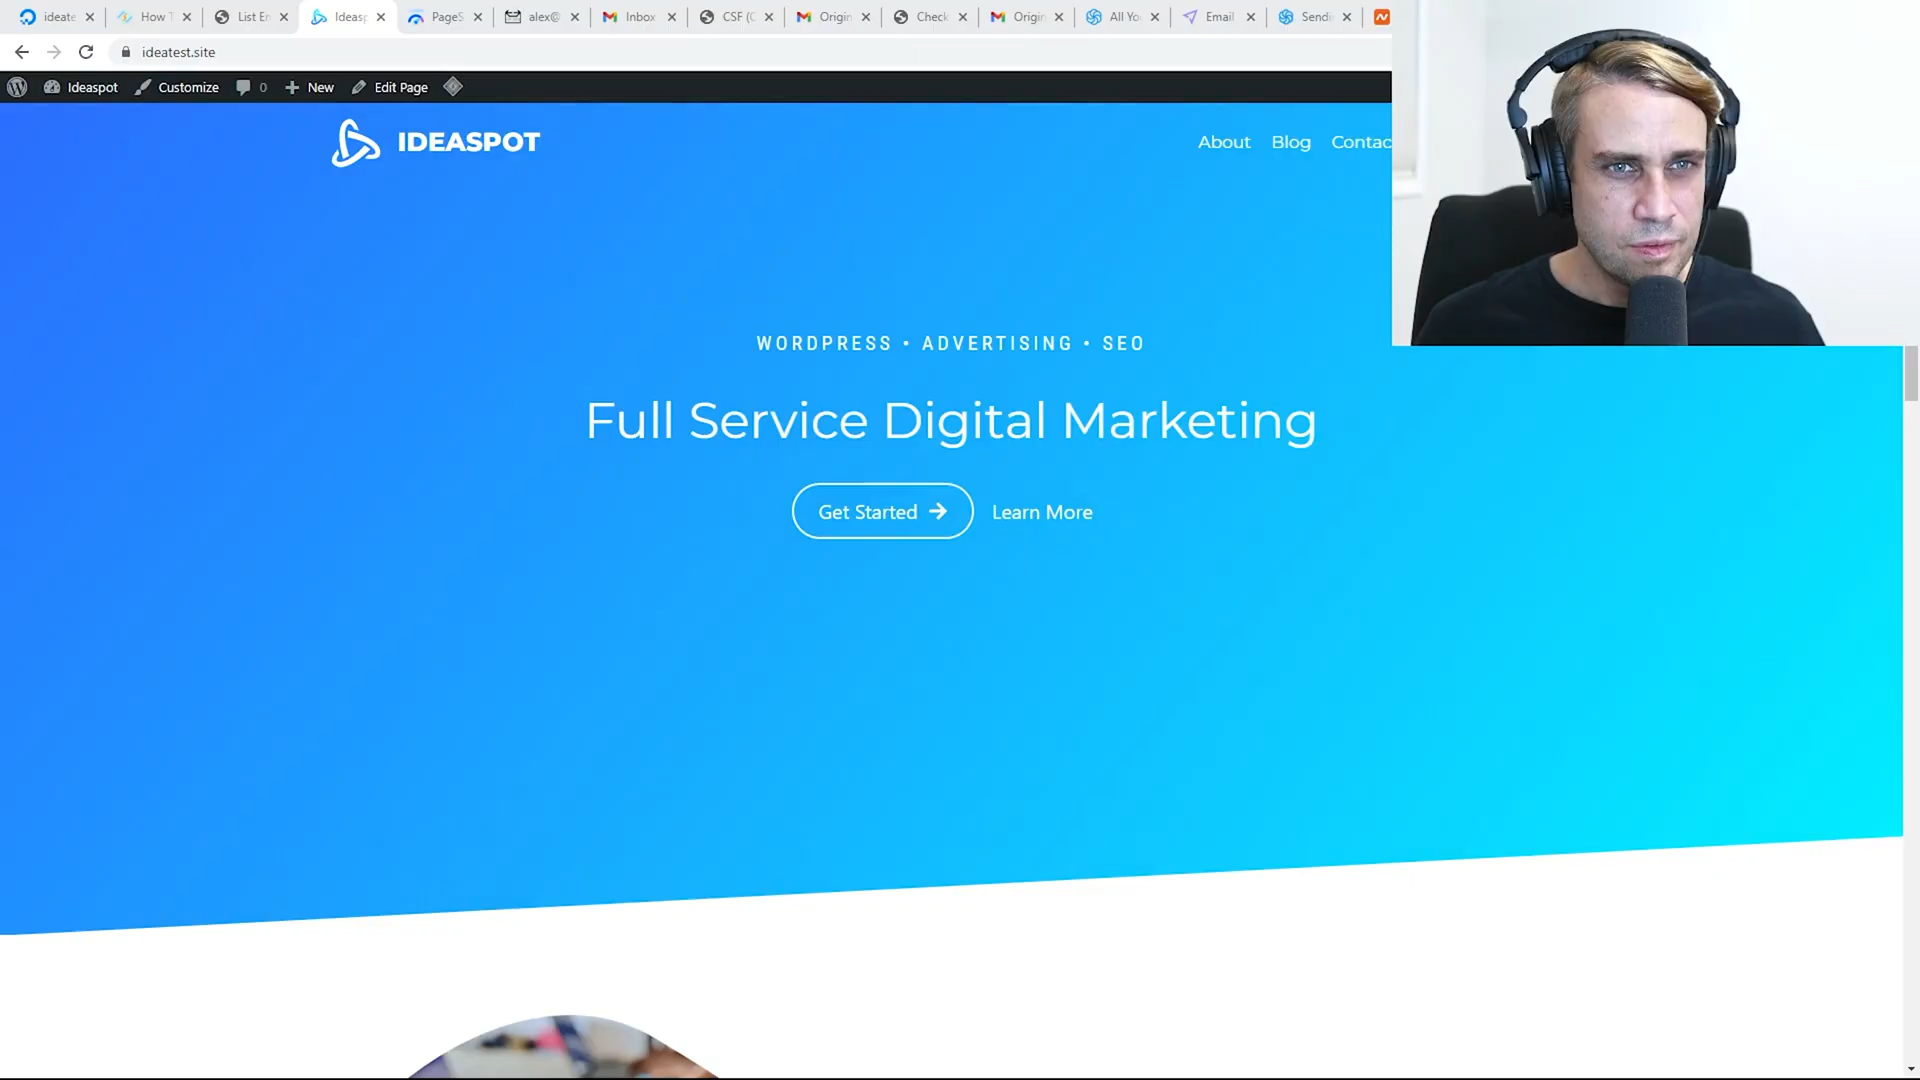 ideate
How T
List En
Ideasp
PageS
alex@
Inbox
CSF (C
Origin
Check
Origin
All Yo
Email
Sendi
ideatest.site
Ideaspot
Customize
0
New
Edit Page
IDEASPOT
About
Blog
Contac
WORDPRESS • ADVERTISING • SEO
Full Service Digital Marketing
Get Started
Learn More